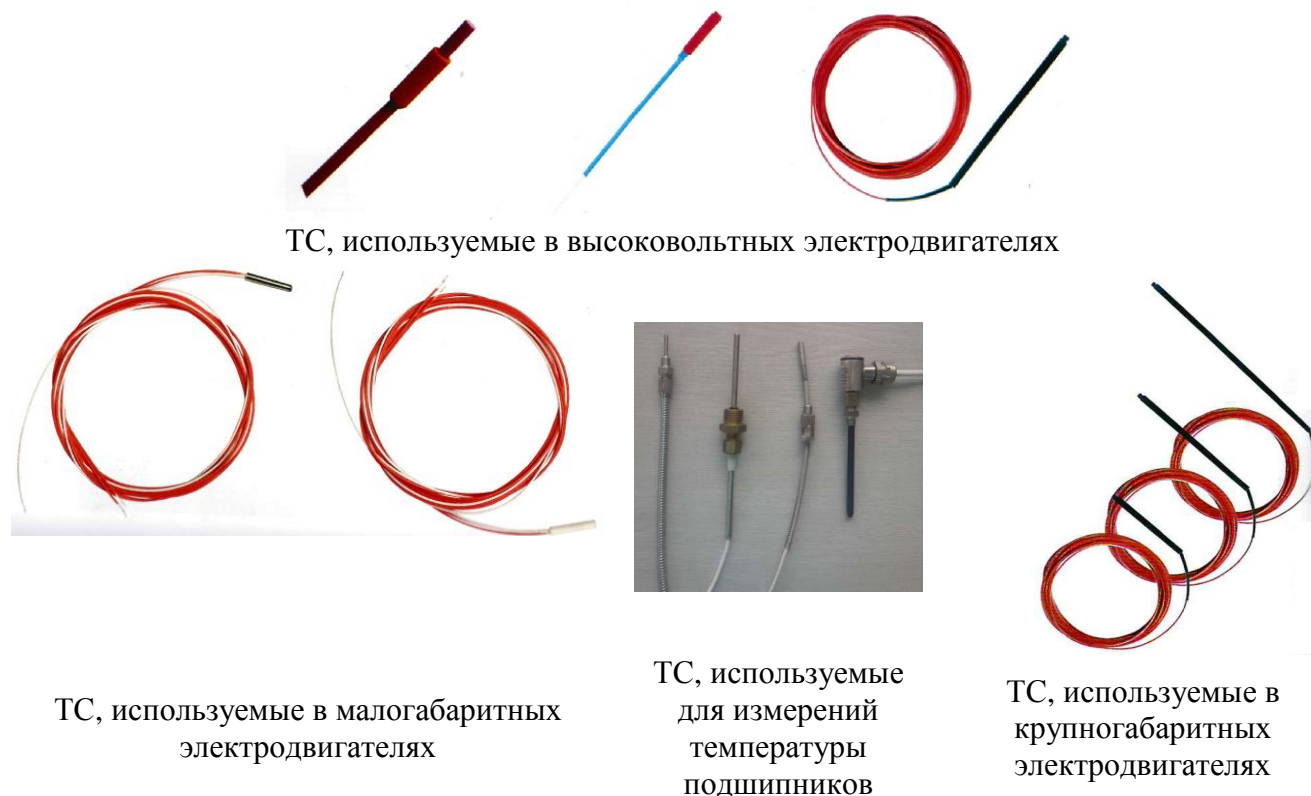 ТС, используемые в высоковольтных электродвигателях
ТС, используемые в малогабаритных
электродвигателях
ТС, используемые
для измерений
температуры
подшипников
ТС, используемые в
крупногабаритных
электродвигателях